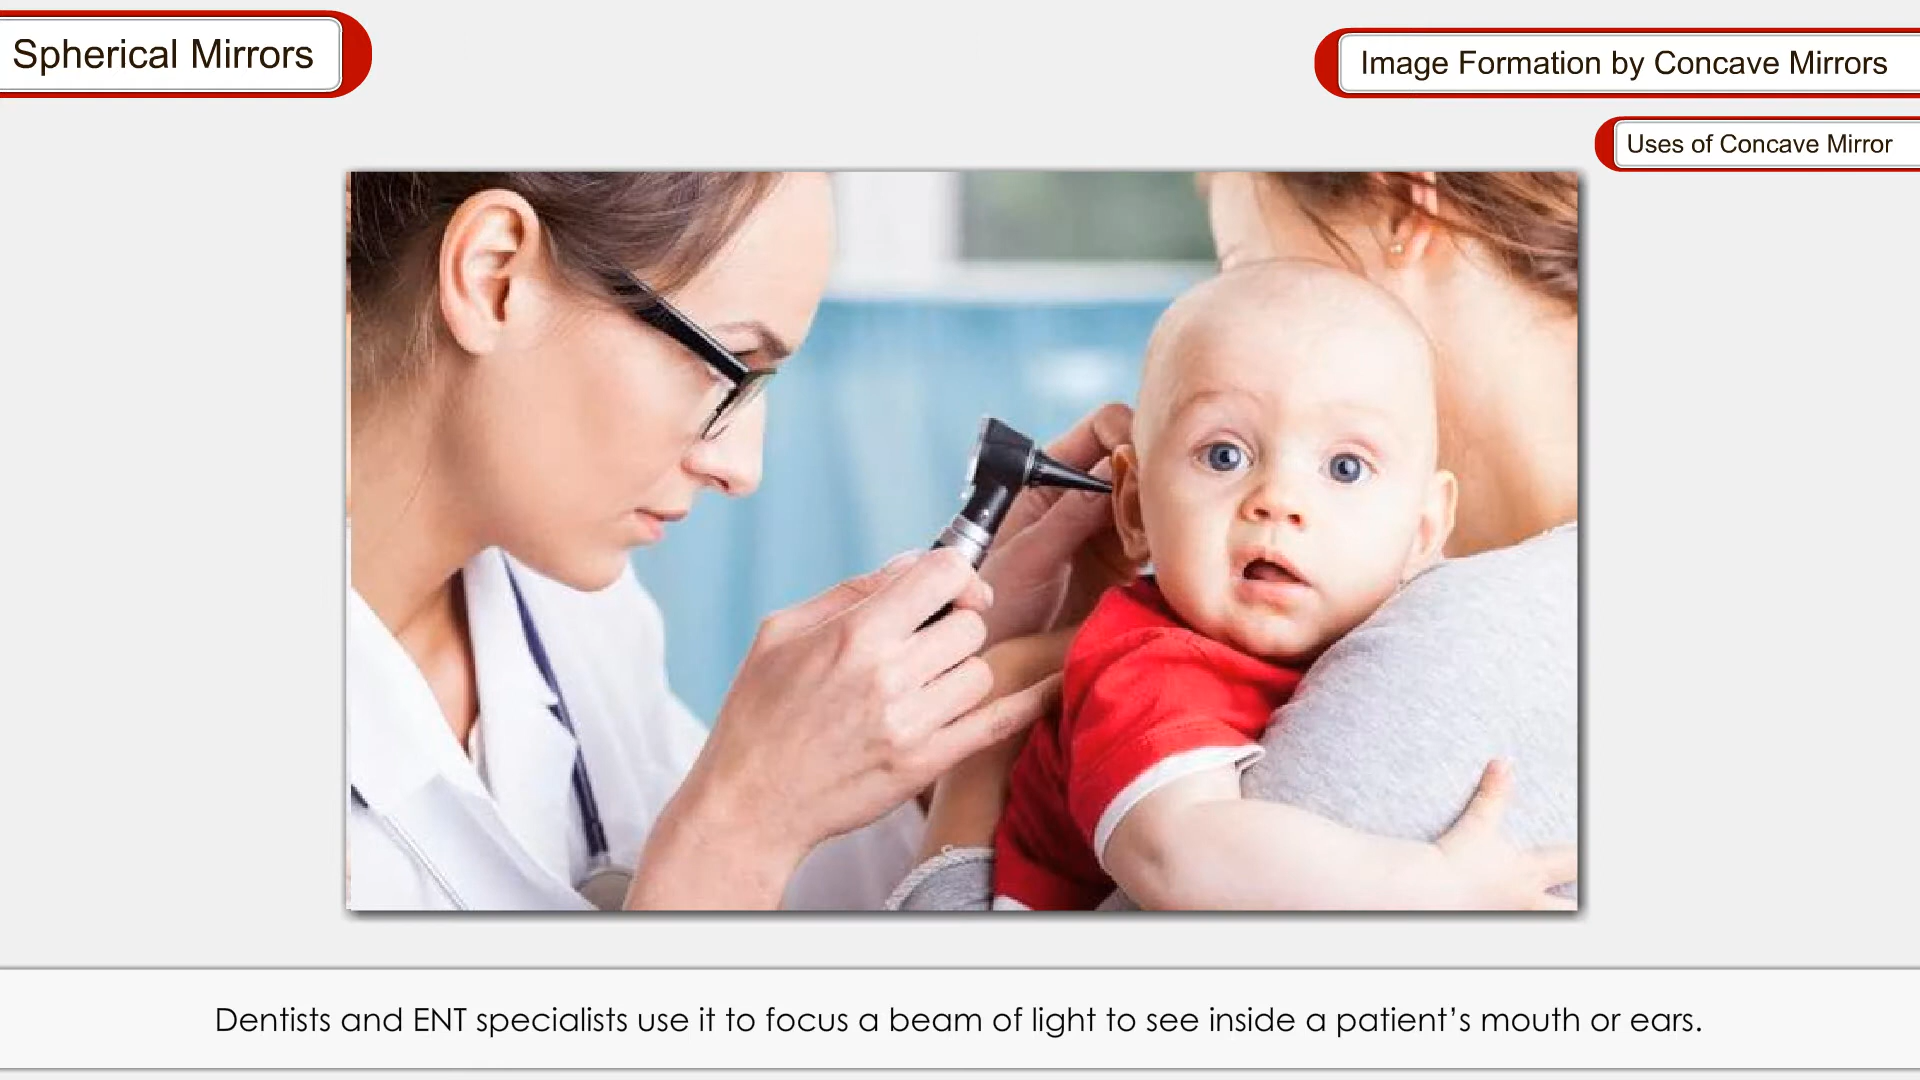 Spherical Mirrors
Image Formation by Concave Mirrors
Uses of Concave Mirror
Dentists and ENT specialists use it to focus a beam of light to see inside a patient’s mouth or ears.